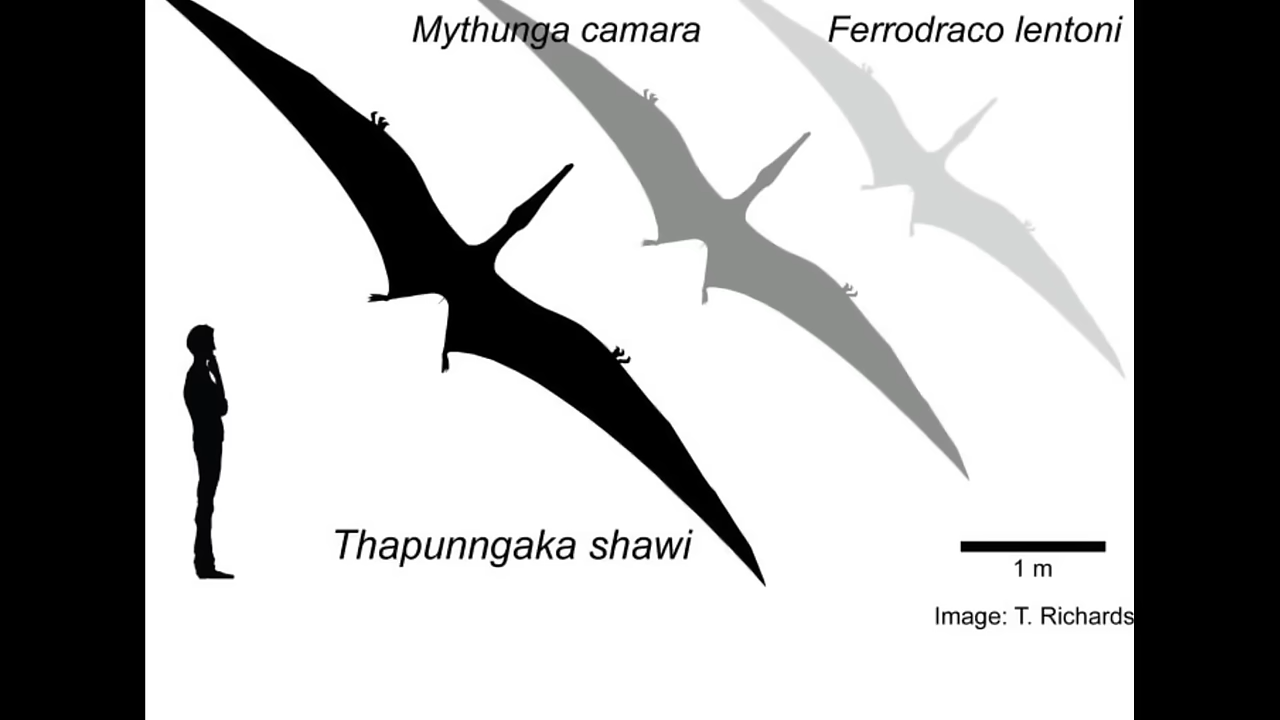 Mythunga camara
Ferrodraco lentoni
Thapunngaka shawi
1 m
Image: T. Richards